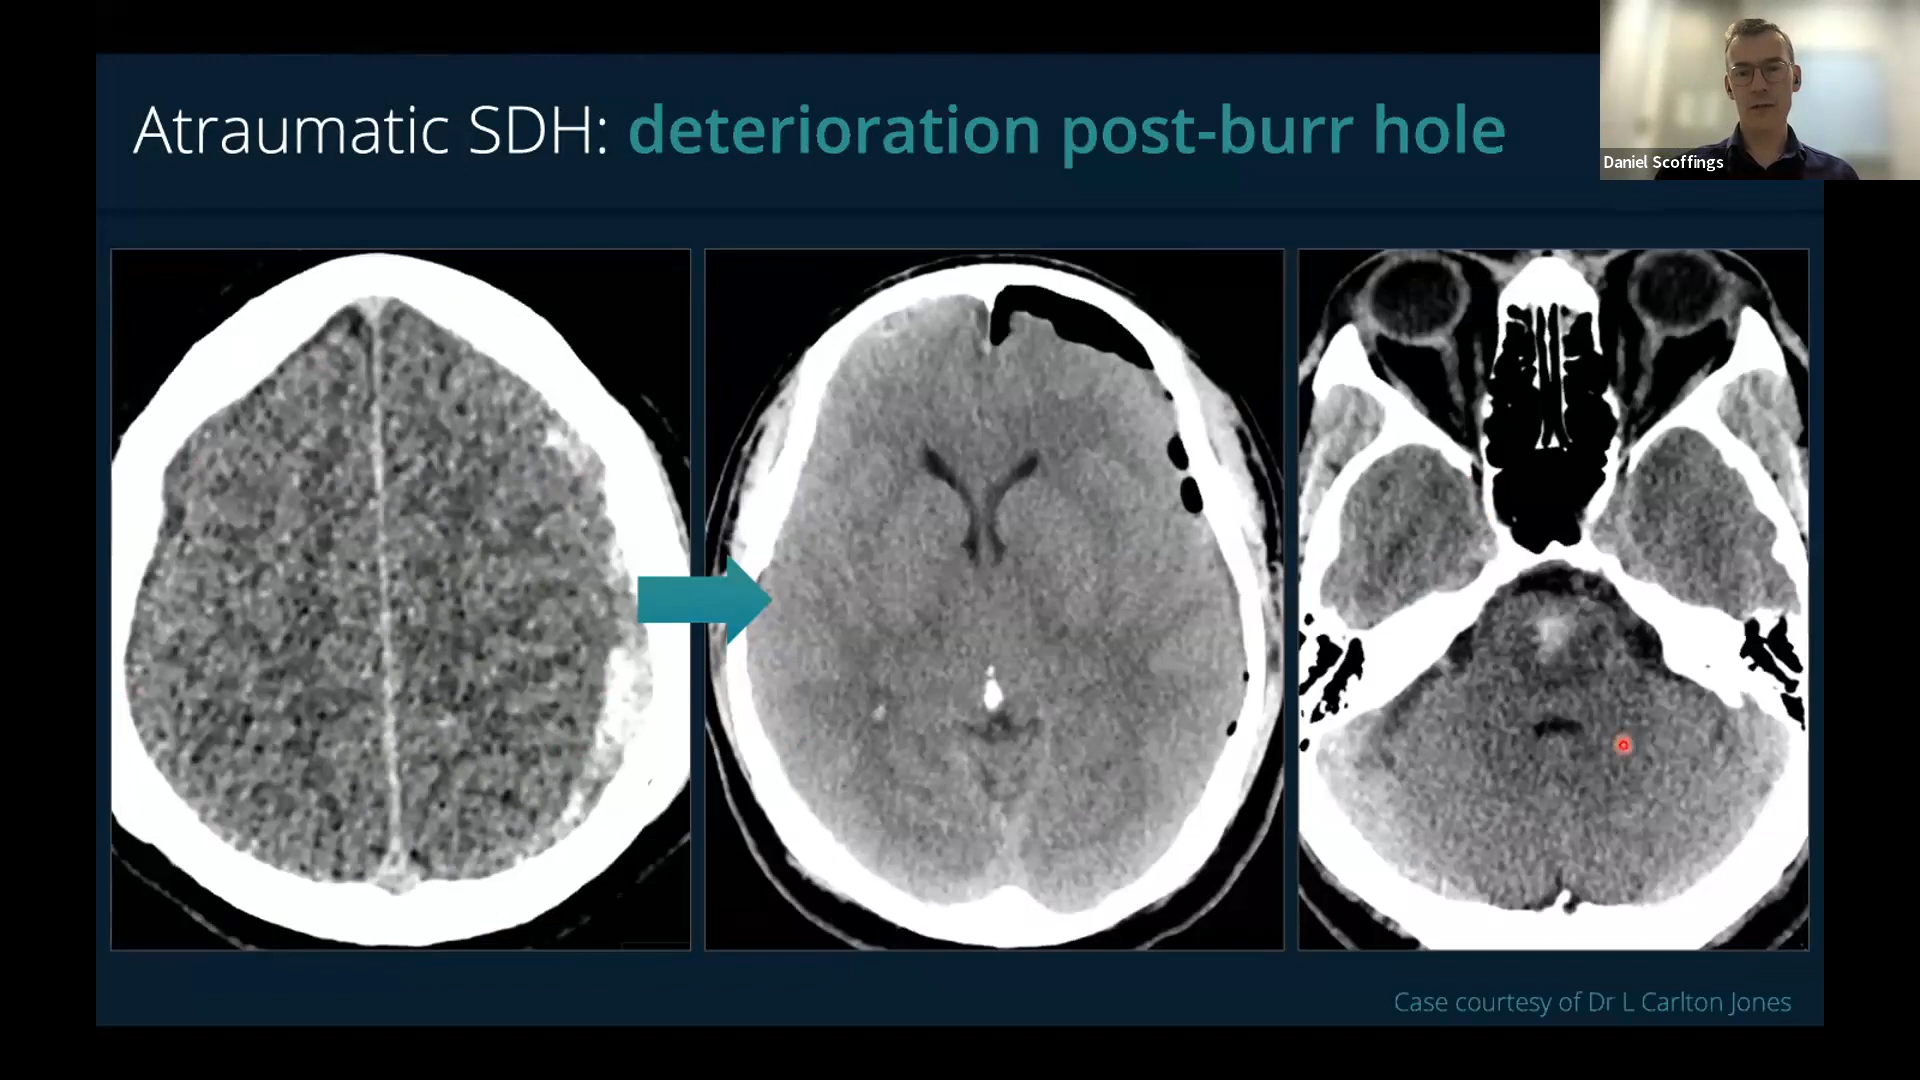 Atraumatic SDH: deterioration post-burr hole
Daniel Scoffings
Case courtesy of Dr L Carlton Jones